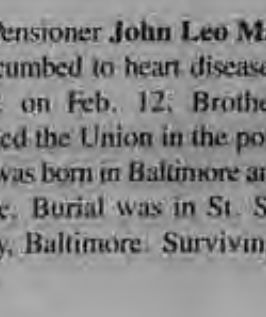 Pensioner John Leo M
cumbed to heart disease
on Feb. 12. Brothe
ed the Union in the po
was born in Baltimore a
e. Burial was in St. S
y, Baltimore. Survivin